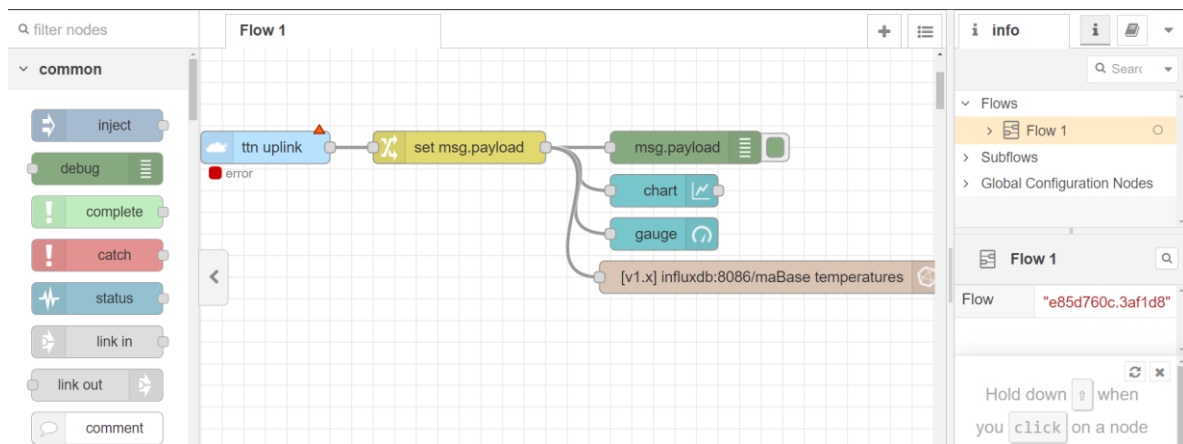 filter nodes
common
inject
debug
complete
catch
status
link in
link out
comment
Flow 1
ttn uplink
error
set msg.payload
msg.payload
chart
gauge
[v1.x] influxdb:8086/maBase temperatures
i info
i
Searc
Flows
Flow 1
Subflows
Global Configuration Nodes
Flow 1
Flow "e85d760c.3af1d8"
Hold down ⇧ when
you click on a node